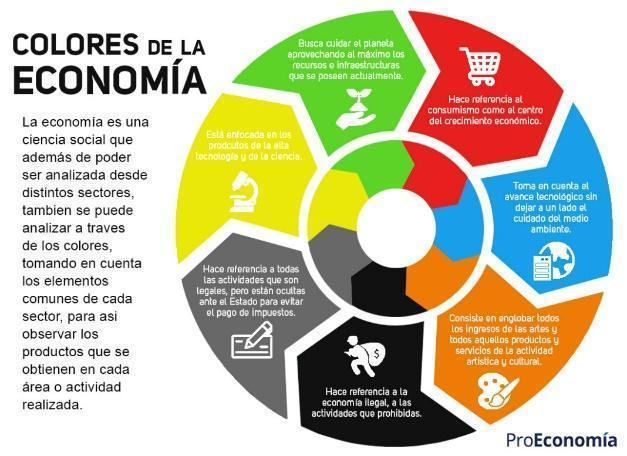 COLORES DE LA
ECONOMÍA
La economía es una
ciencia social que
además de poder
ser analizada desde
distintos sectores,
tambien se puede
analizar a traves
de los colores,
tomando en cuenta
los elementos
comunes de cada
sector, para asi
observar los
productos que se
obtienen en cada
área o actividad
realizada.
Busca cuidar el planeta
aprovechando al máximo los
recursos e infraestructuras
que se poseen actualmente.
Hace referencia al
consumismo como el centro
del crecimiento económico.
Toma en cuenta el
avance tecnológico sin
dejar a un lado el
cuidado del medio
ambiente.
Consiste en englobar todos
los ingresos de las artes y
todos aquellos productos y
servicios de la actividad
artística y cultural.
Hace referencia a la
economía ilegal, a las
actividades que prohibidas.
Hace referencia a todas
las actividades que son
legales, pero están ocultas
ante el Estado para evitar
el pago de impuestos.
Está enfocada en los
prodcutos de la alta
tecnología y de la ciencia.
$
ProEconomía